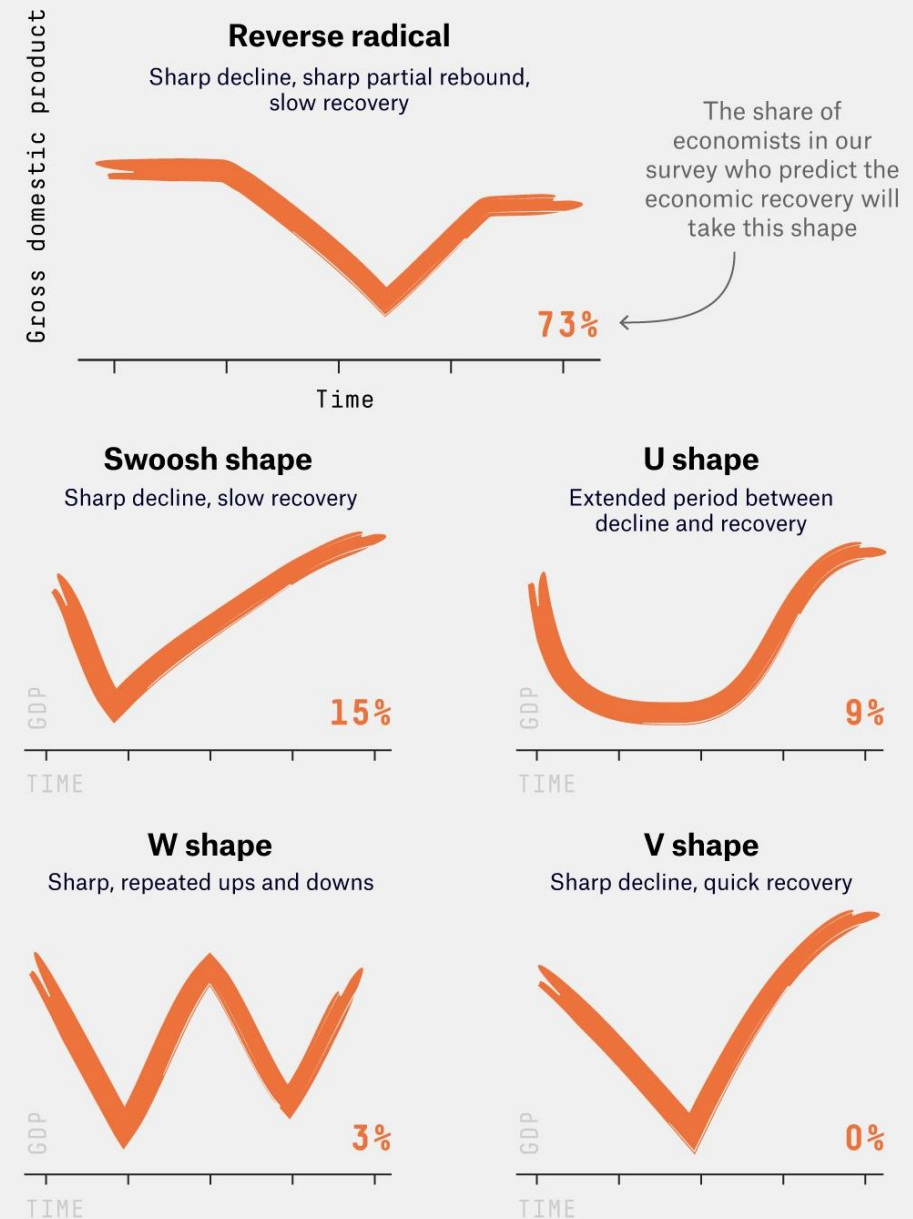 Gross domestic product
Reverse radical
Sharp decline, sharp partial rebound,
slow recovery
The share of
economists in our
survey who predict the
economic recovery will
take this shape
73%
Time
Swoosh shape
Sharp decline, slow recovery
GDP
15%
TIME
U shape
Extended period between
decline and recovery
GDP
9%
TIME
W shape
Sharp, repeated ups and downs
GDP
3%
TIME
V shape
Sharp decline, quick recovery
GDP
0%
TIME